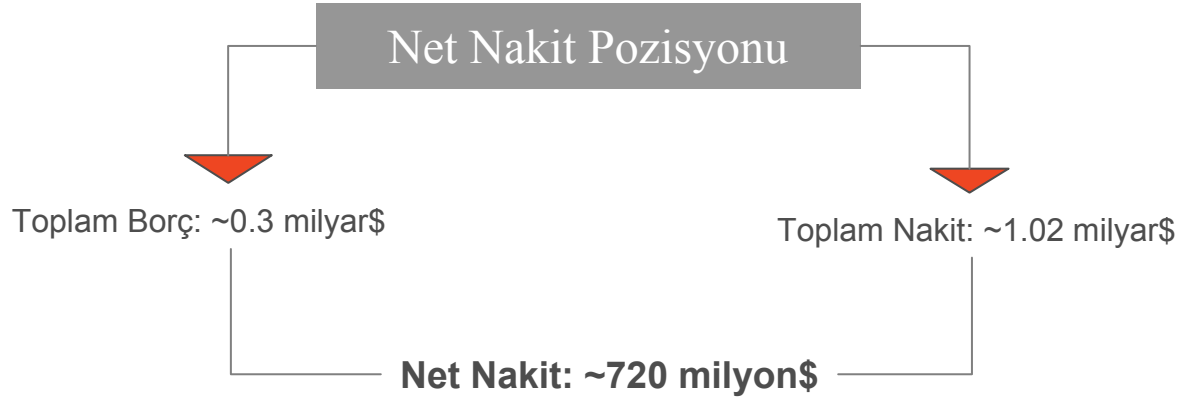 Net Nakit Pozisyonu
Toplam Borç: ~0.3 milyar$
Toplam Nakit: ~1.02 milyar$
Net Nakit: ~720 milyon$